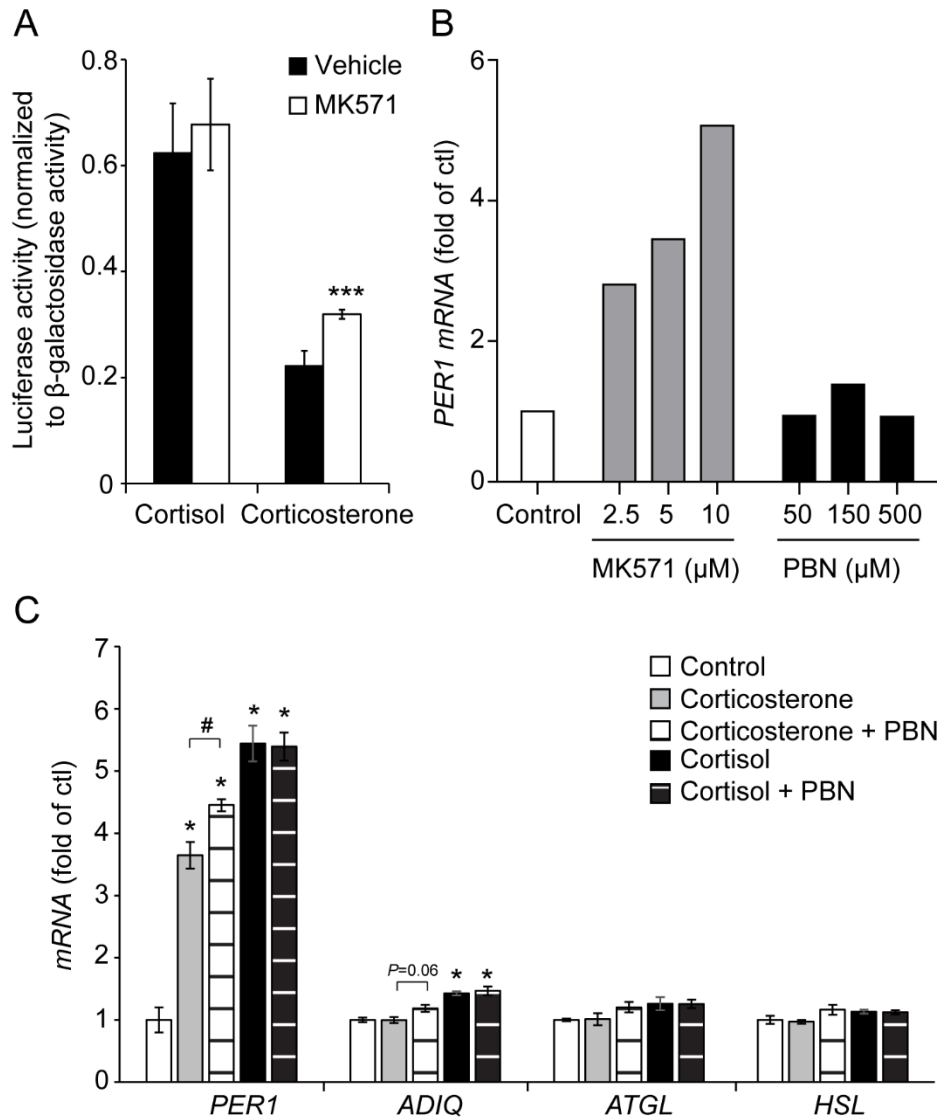 A
Luciferase activity (normalized
to β-galactosidase activity)
0.8
0.6
0.4
0.2
0
Vehicle
MK571
***
Cortisol Corticosterone
B
PER1 mRNA (fold of ctl)
6
4
2
0
Control 2.5 5 10 50 150 500
MK571 (µM) PBN (µM)
C
mRNA (fold of ctl)
7
6
5
4
3
2
1
0
Control
Corticosterone
Corticosterone + PBN
Cortisol
Cortisol + PBN
# * *
* *
P=0.06 * *
PER1 ADIQ ATGL HSL